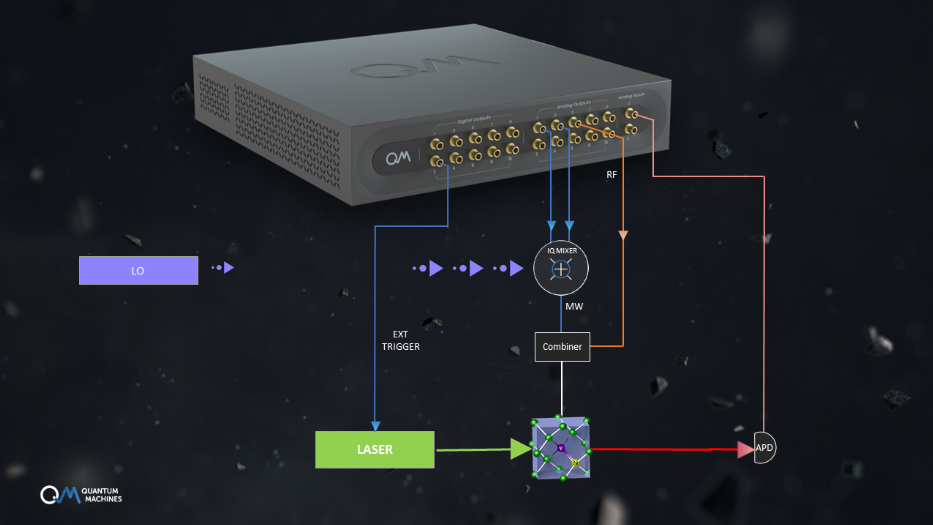 QM
Digital Outputs
Analog Outputs
Analog Inputs
QM
RF
LO
IQ MIXER
MW
EXT
TRIGGER
Combiner
LASER
APD
QM QUANTUM
MACHINES